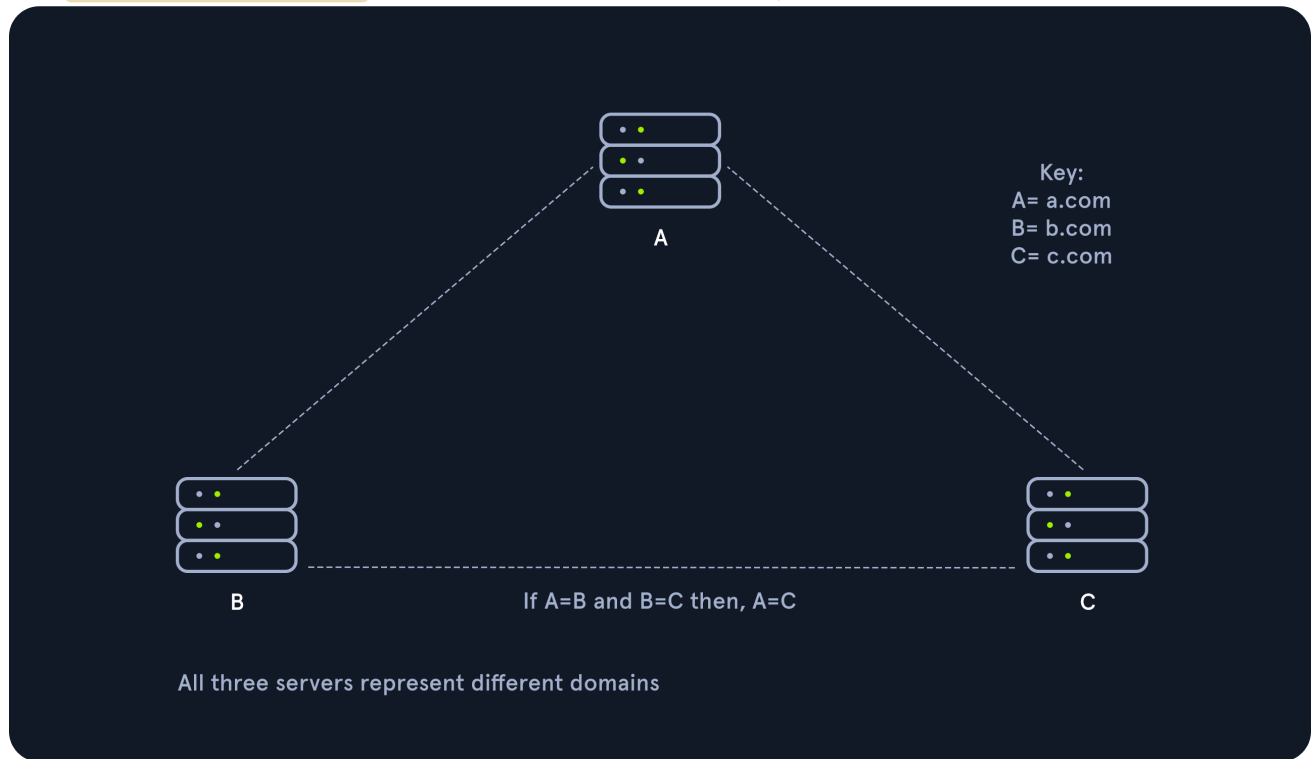 A
Key:
A= a.com
B= b.com
C= c.com
B
If A=B and B=C then, A=C
C
All three servers represent different domains